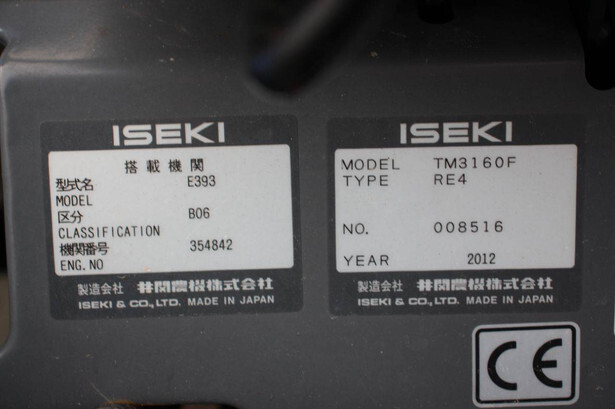 ISEKI
搭載機関
型式名 E393
MODEL
区分 B06
CLASSIFICATION
機関番号 354842
ENG.NO
製造会社 井関農機株式会社
ISEKI & CO.,LTD. MADE IN JAPAN
ISEKI
MODEL TM3160F
TYPE RE4
NO. 008516
YEAR 2012
製造会社 井関農機株式会社
ISEKI & CO.,LTD. MADE IN JAPAN
CE